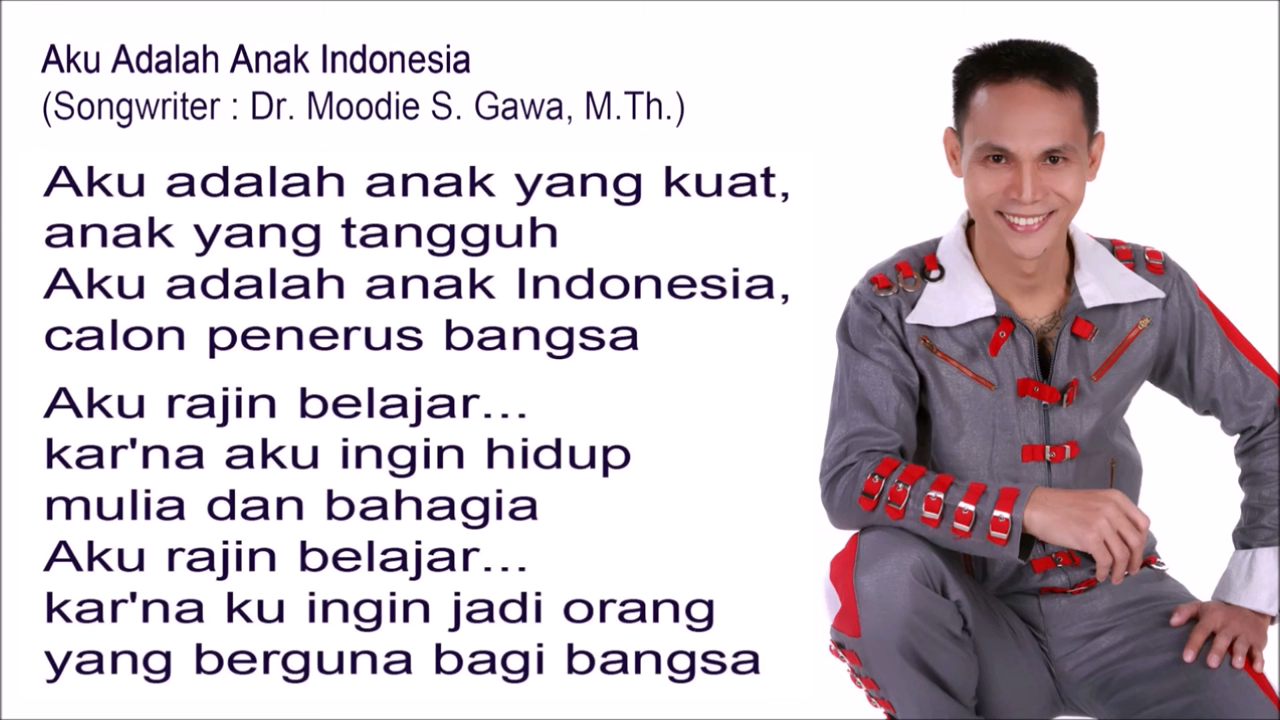 Aku Adalah Anak Indonesia
(Songwriter : Dr. Moodie S. Gawa, M.Th.)
Aku adalah anak yang kuat,
anak yang tangguh
Aku adalah anak Indonesia,
calon penerus bangsa
Aku rajin belajar...
kar'na aku ingin hidup
mulia dan bahagia
Aku rajin belajar...
kar'na ku ingin jadi orang
yang berguna bagi bangsa